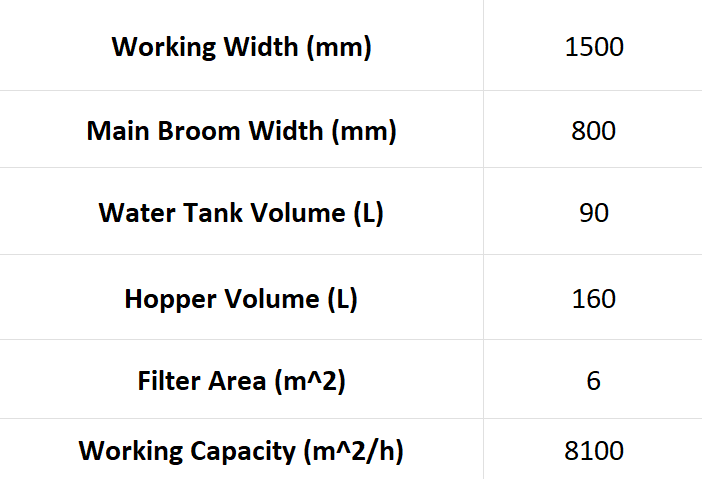 Working Width (mm) 1500
Main Broom Width (mm) 800
Water Tank Volume (L) 90
Hopper Volume (L) 160
Filter Area (m^2) 6
Working Capacity (m^2/h) 8100